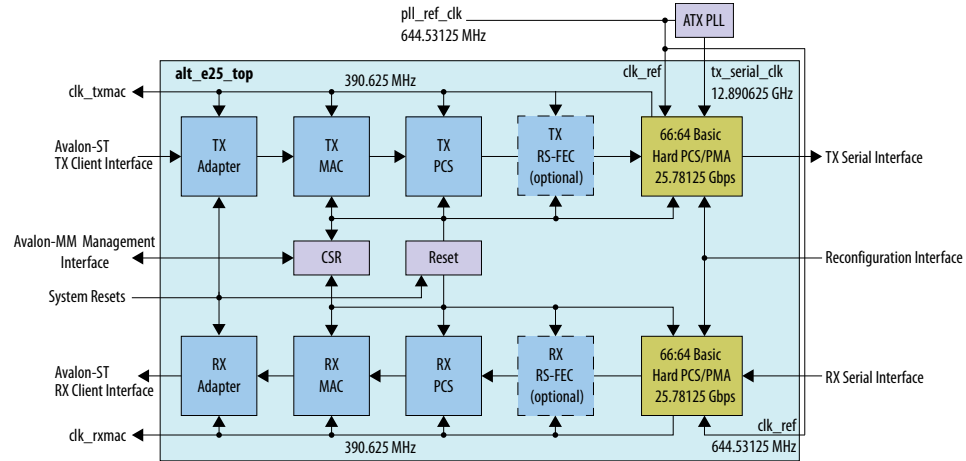 pll_ref_clk
644.53125 MHz
ATX PLL
alt_e25_top
390.625 MHz
clk_ref
tx_serial_clk
12.890625 GHz
clk_txmac
Avalon-ST
TX Client Interface
TX
Adapter
TX
MAC
TX
PCS
TX
RS-FEC
(optional)
66:64 Basic
Hard PCS/PMA
25.78125 Gbps
TX Serial Interface
Avalon-MM Management
Interface
CSR
Reset
Reconfiguration Interface
System Resets
Avalon-ST
RX Client Interface
RX
Adapter
RX
MAC
RX
PCS
RX
RS-FEC
(optional)
66:64 Basic
Hard PCS/PMA
25.78125 Gbps
RX Serial Interface
clk_rxmac
390.625 MHz
clk_ref
644.53125 MHz